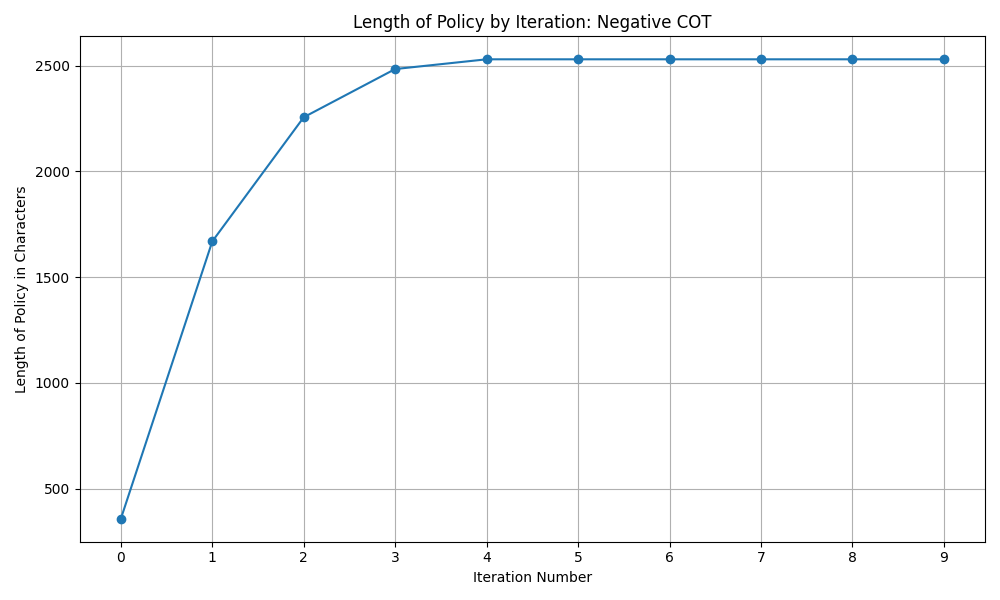 Length of Policy by Iteration: Negative COT
Length of Policy in Characters
2500
2000
1500
1000
500
0 1 2 3 4 5 6 7 8 9
Iteration Number